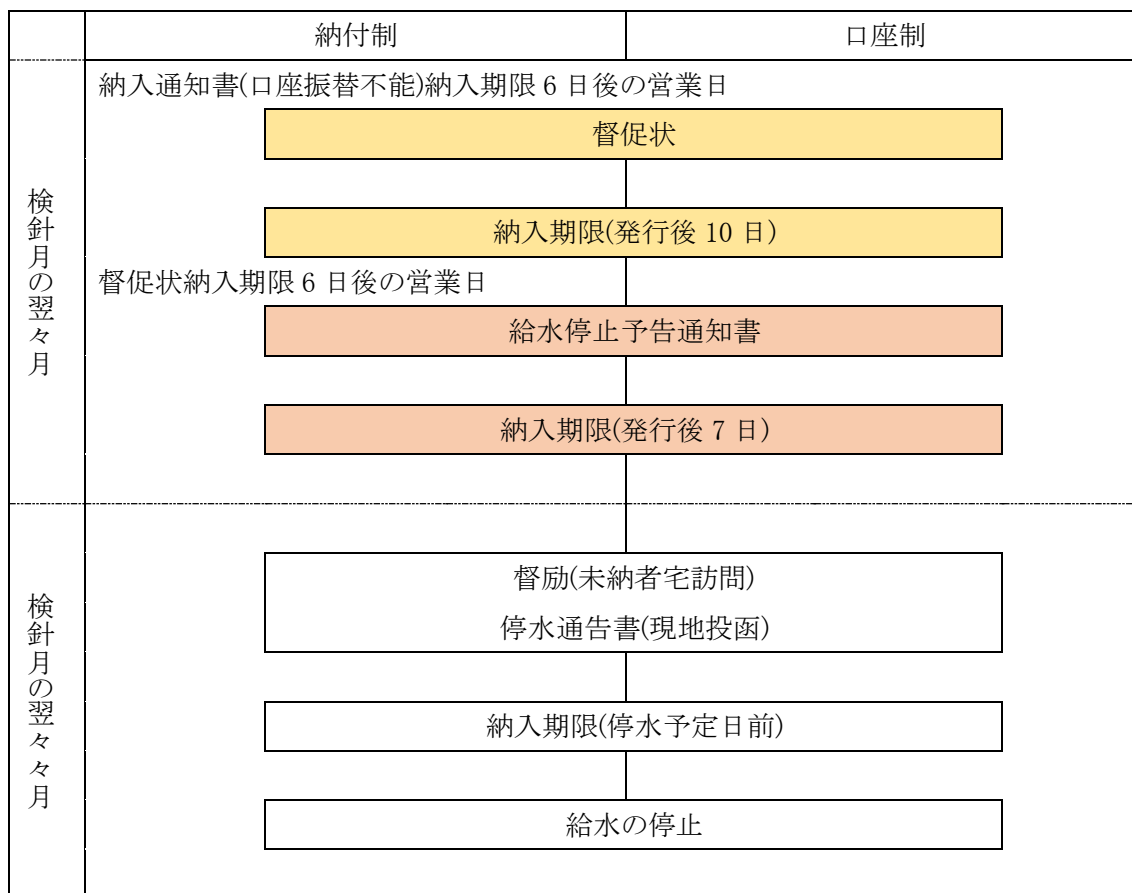 納付制
口座制
検針月の翌々月
納入通知書(口座振替不能)納入期限 6 日後の営業日
督促状
納入期限(発行後 10 日)
督促状納入期限 6 日後の営業日
給水停止予告通知書
納入期限(発行後 7 日)
検針月の翌々々月
督励(未納者宅訪問)
停水通告書(現地投函)
納入期限(停水予定日前)
給水の停止